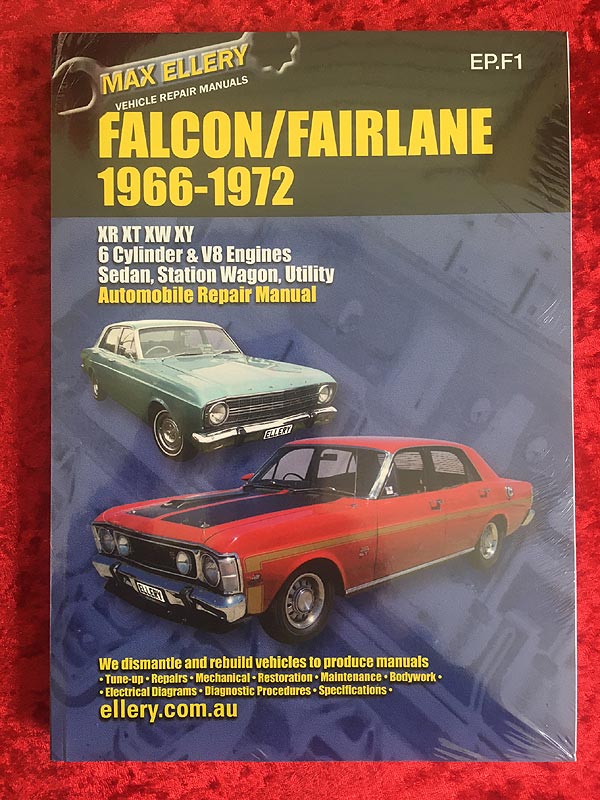 MAX ELLERY
VEHICLE REPAIR MANUALS
EP.F1
FALCON/FAIRLANE
1966-1972
XR XT XW XY
6 Cylinder & V8 Engines
Sedan, Station Wagon, Utility
Automobile Repair Manual
ELLERY
ELLERY
We dismantle and rebuild vehicles to produce manuals
• Tune-up • Repairs • Mechanical • Restoration • Maintenance • Bodywork •
• Electrical Diagrams • Diagnostic Procedures • Specifications •
ellery.com.au